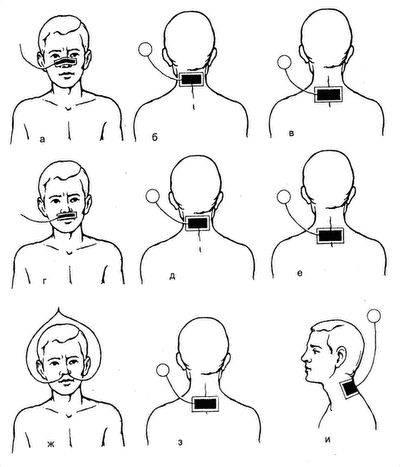 а б в
г д е
ж з и